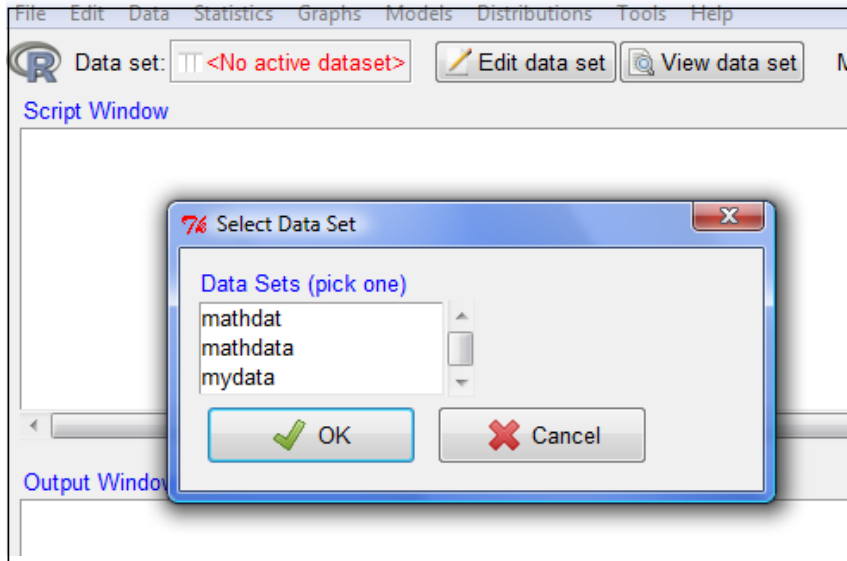 File Edit Data Statistics Graphs Models Distributions Tools Help
R Data set: <No active dataset> Edit data set View data set
Script Window
Select Data Set
Data Sets (pick one)
mathdat
mathdata
mydata
OK Cancel
Output Window